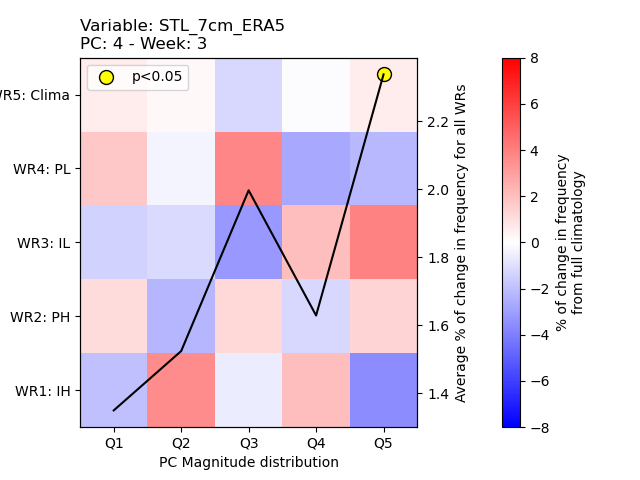 Variable: STL_7cm_ERA5
PC: 4 - Week: 3
p<0.05
WR5: Clima
WR4: PL
WR3: IL
WR2: PH
WR1: IH
Q1 Q2 Q3 Q4 Q5
PC Magnitude distribution
2.2
2.0
1.8
1.6
1.4
Average % of change in frequency for all WRs
8
6
4
2
0
−2
−4
−6
−8
% of change in frequency
from full climatology